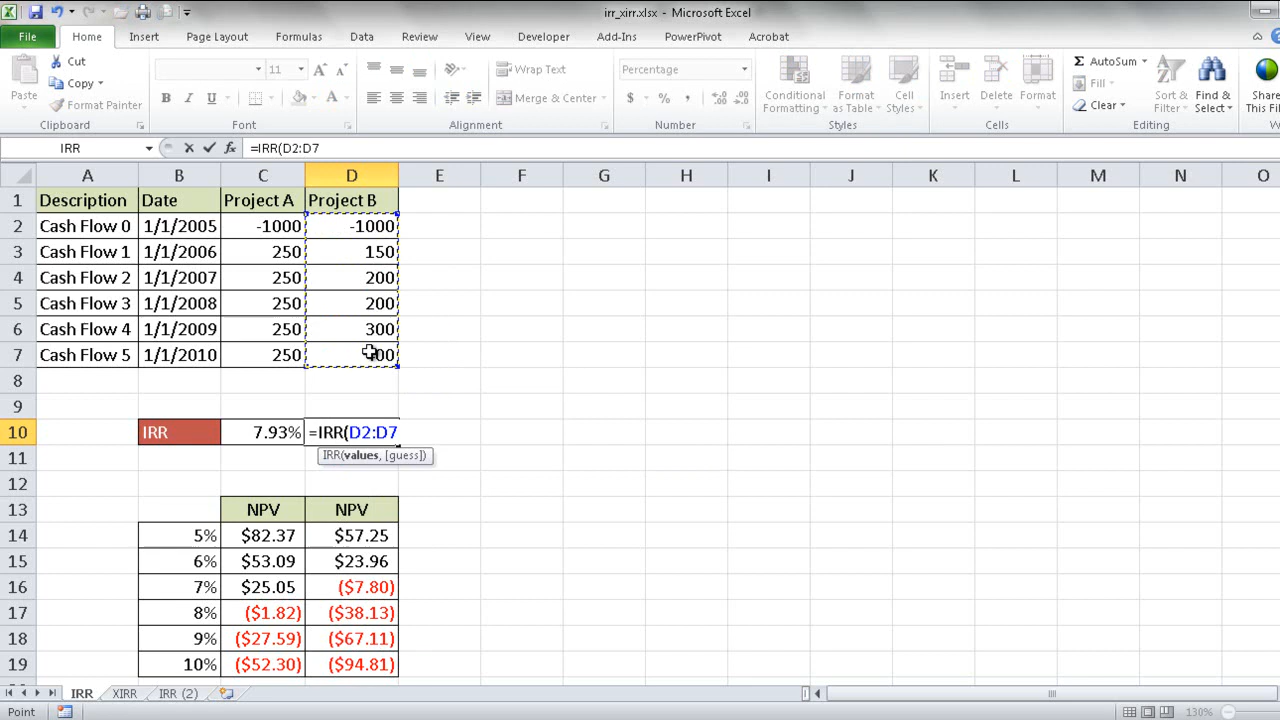 irr_xirr.xlsx - Microsoft Excel
File Home Insert Page Layout Formulas Data Review View Developer Add-Ins PowerPivot Acrobat
Paste
Cut
Copy
Format Painter
Clipboard
11
B I U
Font
Wrap Text
Merge & Center
Alignment
Percentage
$ % ,
Number
Conditional Formatting
Format as Table
Cell Styles
Styles
Insert Delete Format
Cells
AutoSum
Fill
Clear
Sort & Filter
Find & Select
Editing
Share This Fi
IRR =IRR(D2:D7
A B C D E F G H I J K L M N O
1 Description Date Project A Project B
2 Cash Flow 0 1/1/2005 -1000 -1000
3 Cash Flow 1 1/1/2006 250 150
4 Cash Flow 2 1/1/2007 250 200
5 Cash Flow 3 1/1/2008 250 200
6 Cash Flow 4 1/1/2009 250 300
7 Cash Flow 5 1/1/2010 250
8
9
10 IRR 7.93% =IRR(D2:D7
11 IRR(values, [guess])
12
13 NPV NPV
14 5% $82.37 $57.25
15 6% $53.09 $23.96
16 7% $25.05 ($7.80)
17 8% ($1.82) ($38.13)
18 9% ($27.59) ($67.11)
19 10% ($52.30) ($94.81)
IRR XIRR IRR (2)
Point 130%